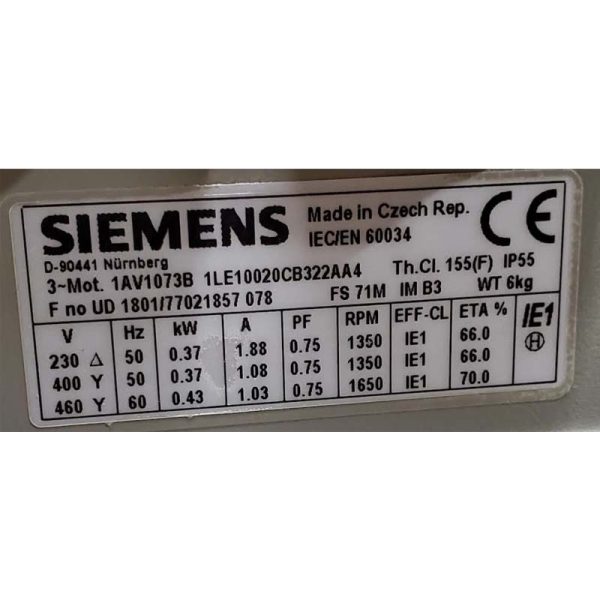 SIEMENS Made in Czech Rep. CE
D-90441 Nürnberg IEC/EN 60034
3~Mot. 1AV1073B 1LE10020CB322AA4 Th.Cl. 155(F) IP55
F no UD 1801/77021857 078 FS 71M IM B3 WT 6kg
V Hz kW A PF RPM EFF-CL ETA % IE1
230 Δ 50 0.37 1.88 0.75 1350 IE1 66.0 H
400 Y 50 0.37 1.08 0.75 1350 IE1 66.0
460 Y 60 0.43 1.03 0.75 1650 IE1 70.0